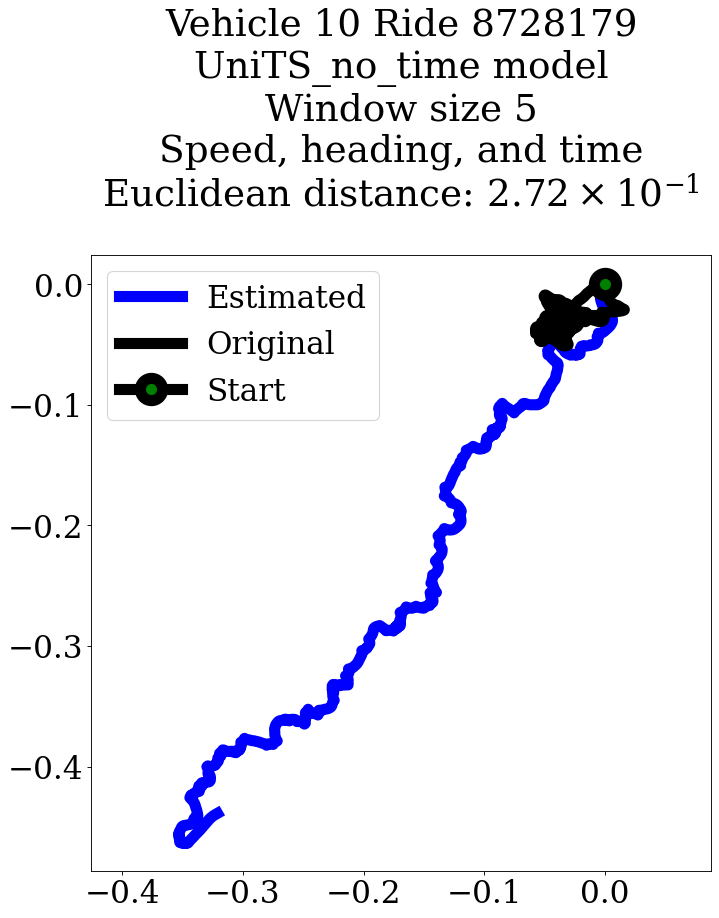 Vehicle 10 Ride 8728179
UniTS_no_time model
Window size 5
Speed, heading, and time
Euclidean distance: 2.72 × 10⁻¹
Estimated
Original
Start
0.0
−0.1
−0.2
−0.3
−0.4
−0.4 −0.3 −0.2 −0.1 0.0